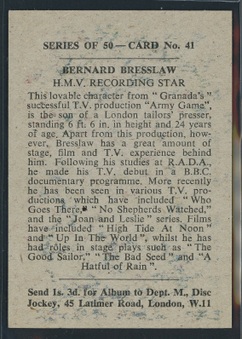 SERIES OF 50 — CARD No. 41
BERNARD BRESSLAW
H.M.V. RECORDING STAR
This lovable character from " Granada's "
successful T.V. production "Army Game",
is the son of a London tailors' presser,
standing 6 ft. 6 in. in height and 24 years
of age. Apart from this production, how-
ever, Bresslaw has a great amount of
stage, film and T.V. experience behind
him. Following his studies at R.A.D.A.,
he made his T.V. debut in a B.B.C.
documentary programme. More recently
he has been seen in various T.V. pro-
ductions which have included " Who
Goes There," " No Shepherds Watched,"
and the "Joan and Leslie" series. Films
have included " High Tide At Noon "
and " Up In The World ", whilst he has
had roles in stage plays such as " The
Good Sailor," " The Bad Seed " and " A
Hatful of Rain ".
Send 1s. 3d. for Album to Dept. M., Disc
Jockey, 45 Latimer Road, London, W.11